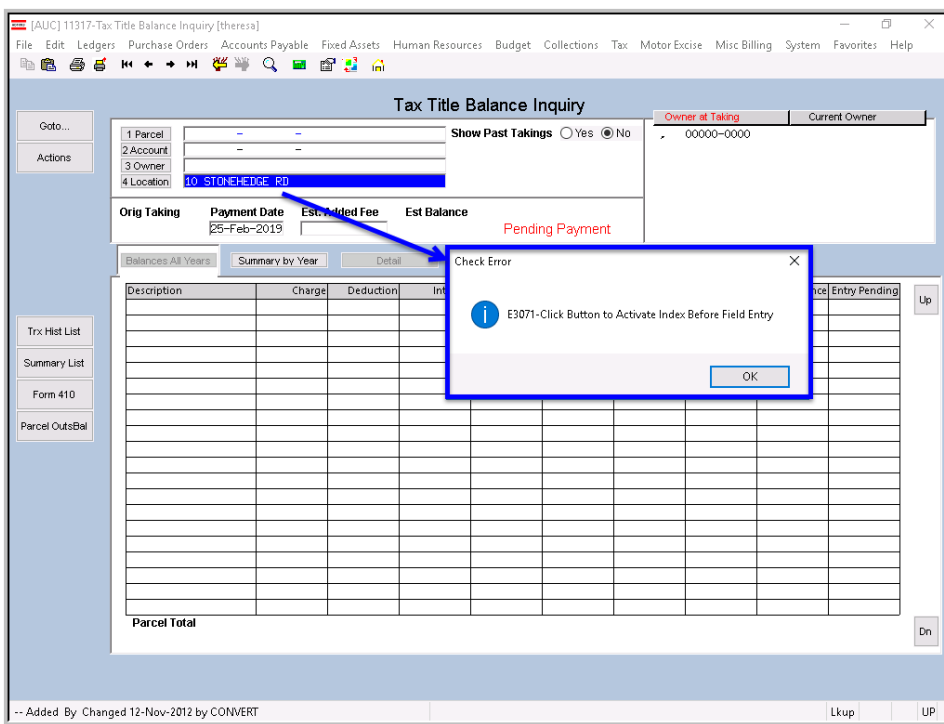 [AUC] 11317-Tax Title Balance Inquiry [theresa]
File Edit Ledgers Purchase Orders Accounts Payable Fixed Assets Human Resources Budget Collections Tax Motor Excise Misc Billing System Favorites Help
Tax Title Balance Inquiry
Goto...
Actions
1 Parcel - -
2 Account - -
3 Owner
4 Location 10 STONEHEDGE RD
Show Past Takings Yes No
Owner at Taking Current Owner
, 00000-0000
Orig Taking Payment Date Est. Added Fee Est Balance
25-Feb-2019
Pending Payment
Balances All Years Summary by Year Detail
Check Error
E3071-Click Button to Activate Index Before Field Entry
OK
Description Charge Deduction Int nce Entry Pending
Up
Trx Hist List
Summary List
Form 410
Parcel OutsBal
Parcel Total
Dn
-- Added By Changed 12-Nov-2012 by CONVERT Lkup UP